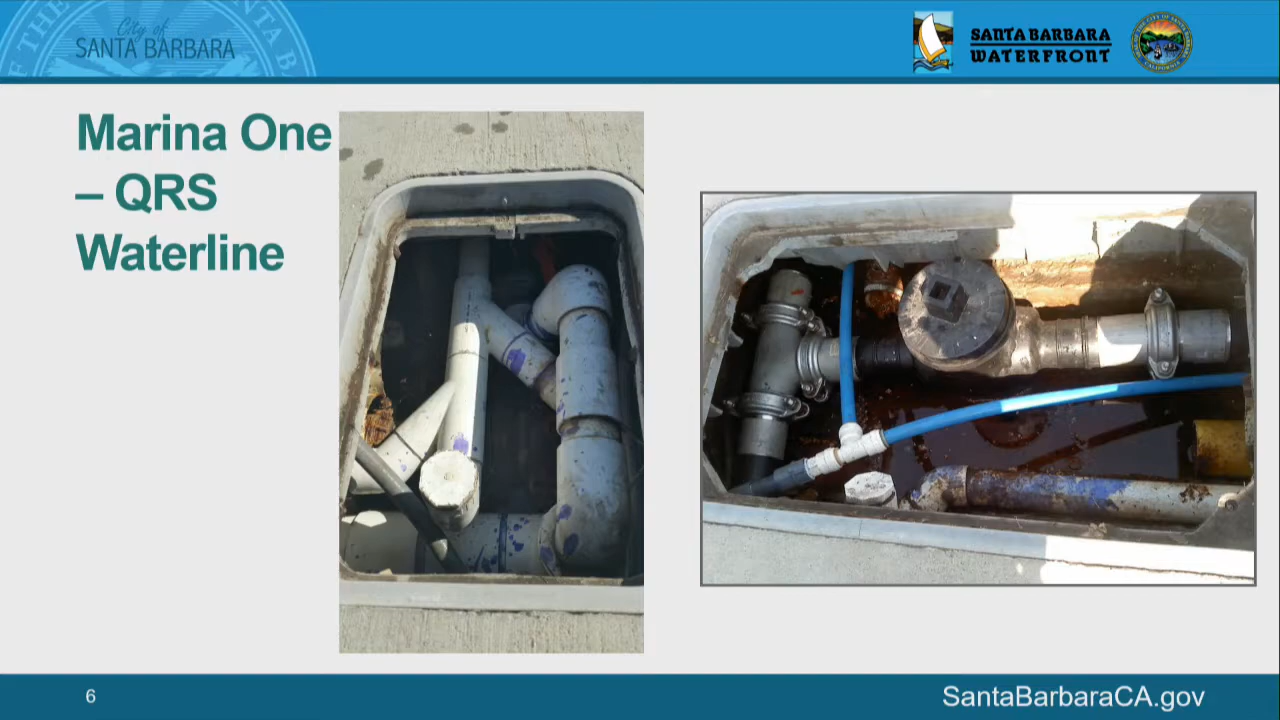 City of
SANTA BARBARA
SANTA BARBARA
WATERFRONT
Marina One
– QRS
Waterline
6
SantaBarbaraCA.gov